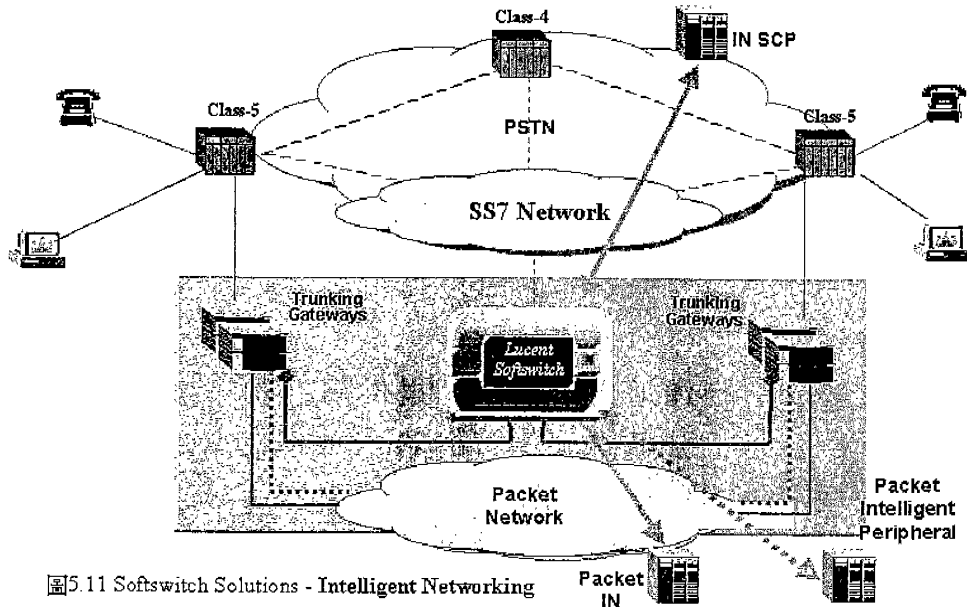 Class-4
IN SCP
Class-5
PSTN
Class-5
SS7 Network
Trunking
Gateways
Trunking
Gateways
Lucent
Softswitch
Packet
Network
Packet
Intelligent
Peripheral
Packet
IN
圖5.11 Softswitch Solutions - Intelligent Networking